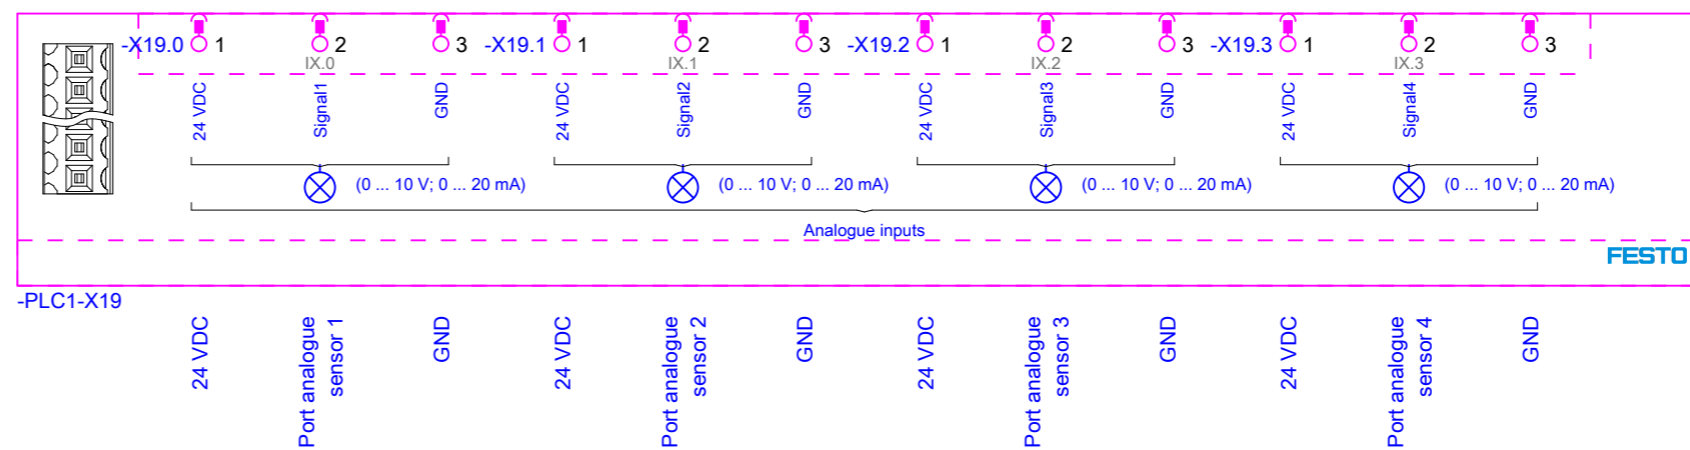 -X19.0 1 2 3 -X19.1 1 2 3 -X19.2 1 2 3 -X19.3 1 2 3
IX.0 IX.1 IX.2 IX.3
24 VDC Signal1 GND 24 VDC Signal2 GND 24 VDC Signal3 GND 24 VDC Signal4 GND
(0 ... 10 V; 0 ... 20 mA) (0 ... 10 V; 0 ... 20 mA) (0 ... 10 V; 0 ... 20 mA) (0 ... 10 V; 0 ... 20 mA)
Analogue inputs
FESTO
-PLC1-X19
24 VDC
Port analogue
sensor 1
GND
24 VDC
Port analogue
sensor 2
GND
24 VDC
Port analogue
sensor 3
GND
24 VDC
Port analogue
sensor 4
GND